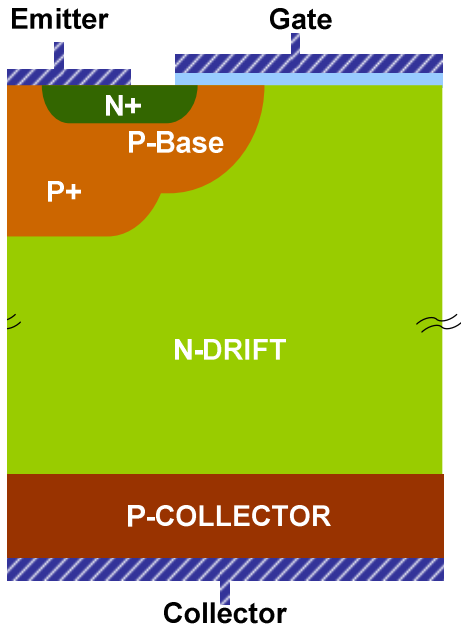 Emitter
Gate
N+
P-Base
P+
N-DRIFT
P-COLLECTOR
Collector